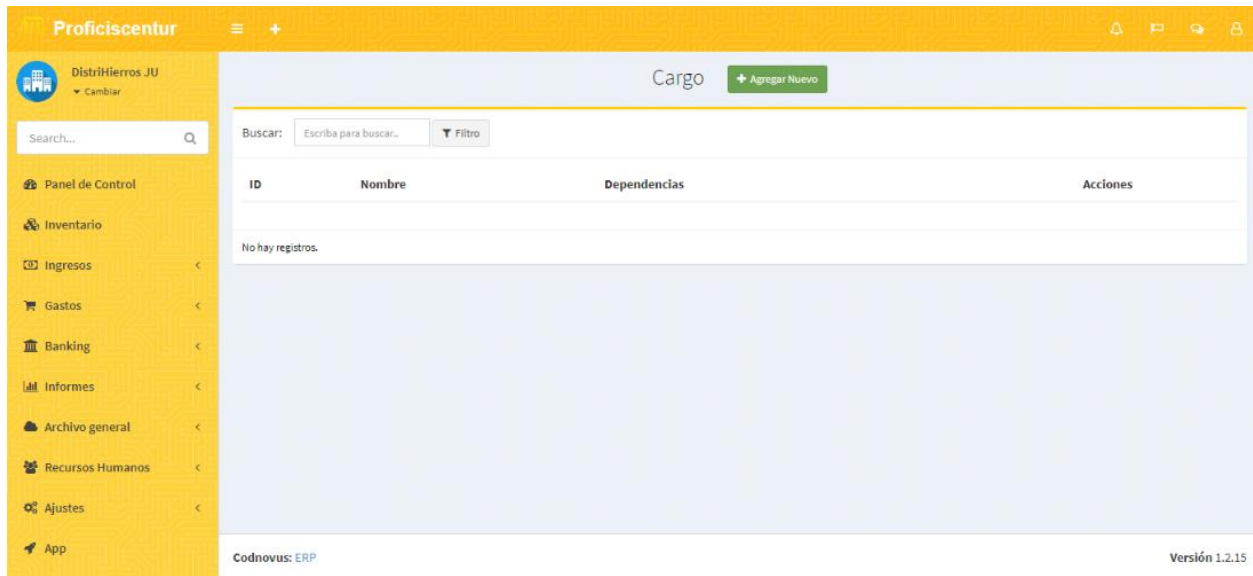 Proficiscentur
DistriHierros JU
Cambiar
Search...
Panel de Control
Inventario
Ingresos
Gastos
Banking
Informes
Archivo general
Recursos Humanos
Ajustes
App
Cargo + Agregar Nuevo
Buscar: Escriba para buscar.. Filtro
ID Nombre Dependencias Acciones
No hay registros.
Codnovus: ERP Versión 1.2.15